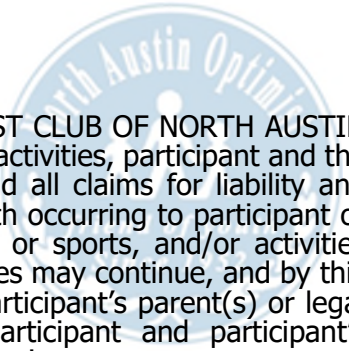 North Austin Optimi
ST CLUB OF NORTH AUSTI
activities, participant and th
d all claims for liability an
th occurring to participant o
or sports, and/or activitie
es may continue, and by thi
articipant's parent(s) or lega
articipant and participant'